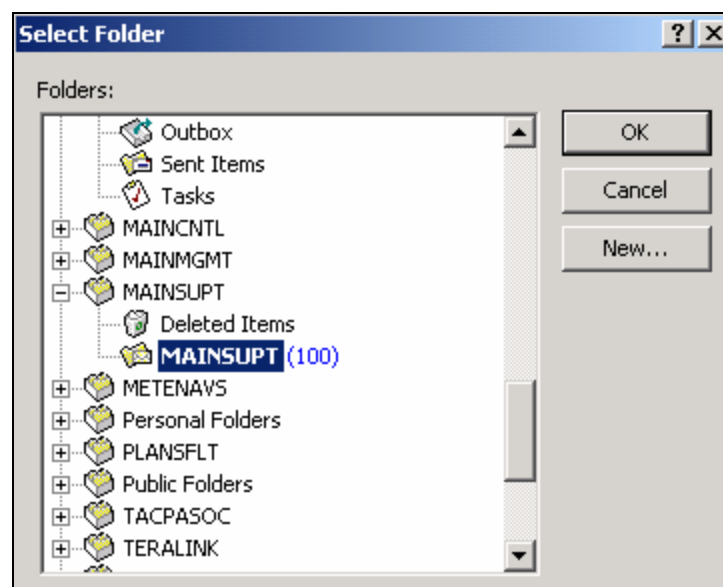 Select Folder
Folders:
Outbox
Sent Items
Tasks
MAINCNTL
MAINMGMT
MAINSUPT
Deleted Items
MAINSUPT (100)
METENAVS
Personal Folders
PLANSFLT
Public Folders
TACPASOC
TERALINK
OK
Cancel
New...